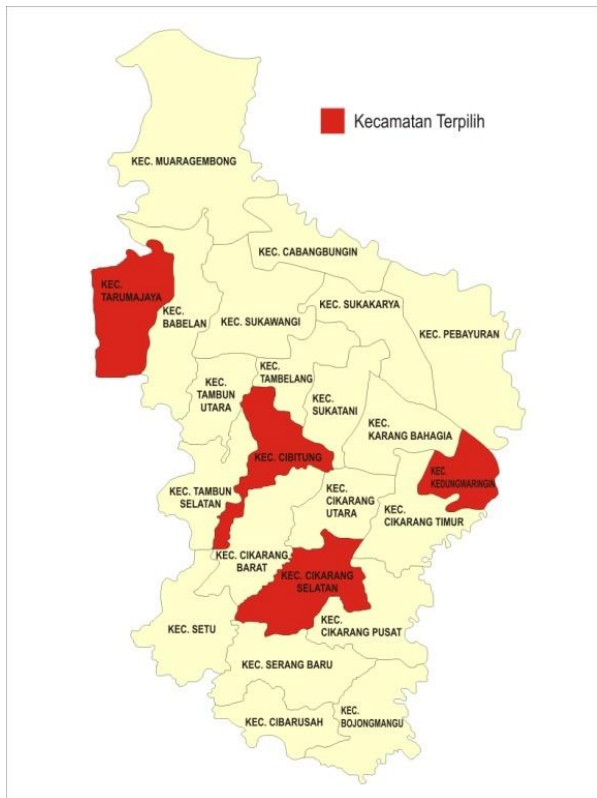 Kecamatan Terpilih
KEC. MUARAGEMBONG
KEC. CABANGBUNGIN
KEC.
TARUMAJAYA
KEC.
BABELAN
KEC. SUKAWANGI
KEC. SUKAKARYA
KEC. PEBAYURAN
KEC.
TAMBUN
UTARA
KEC.
TAMBELANG
KEC.
SUKATANI
KEC.
KARANG BAHAGIA
KEC. CIBITUNG
KEC.
KEDUNGWARINGIN
KEC. TAMBUN
SELATAN
KEC.
CIKARANG
UTARA
KEC.
CIKARANG TIMUR
KEC. CIKARANG
BARAT
KEC. CIKARANG
SELATAN
KEC. SETU
KEC.
CIKARANG PUSAT
KEC. SERANG BARU
KEC. CIBARUSAH
KEC.
BOJONGMANGU